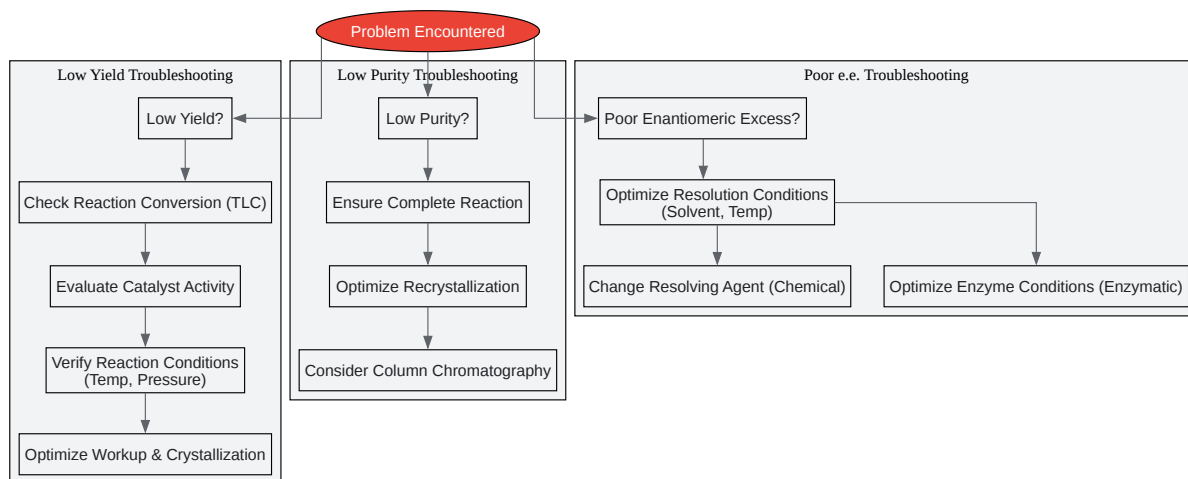 Problem Encountered
Low Yield Troubleshooting
Low Yield?
Check Reaction Conversion (TLC)
Evaluate Catalyst Activity
Verify Reaction Conditions
(Temp, Pressure)
Optimize Workup & Crystallization
Low Purity Troubleshooting
Low Purity?
Ensure Complete Reaction
Optimize Recrystallization
Consider Column Chromatography
Poor e.e. Troubleshooting
Poor Enantiomeric Excess?
Optimize Resolution Conditions
(Solvent, Temp)
Change Resolving Agent (Chemical)
Optimize Enzyme Conditions (Enzymatic)